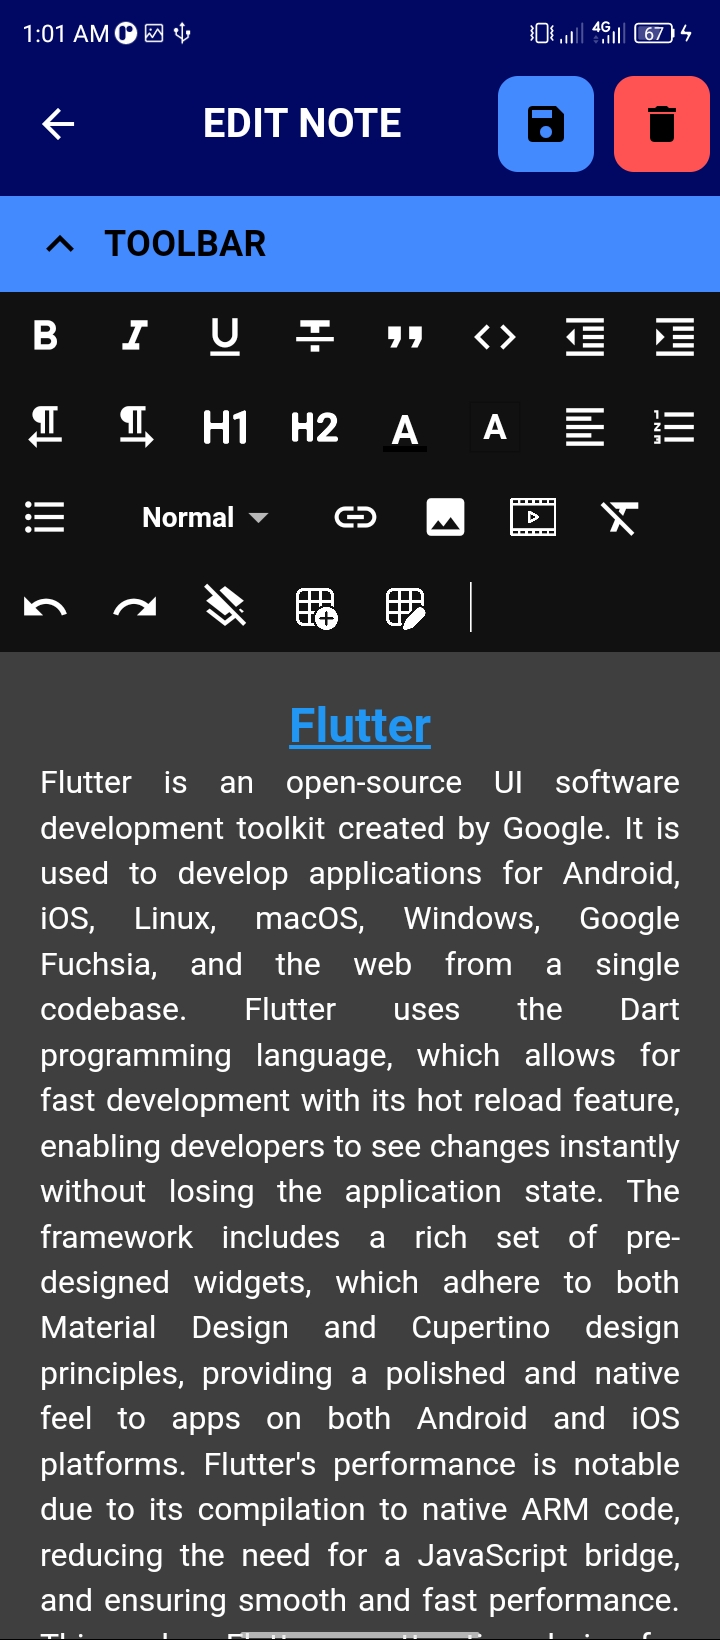 1:01 AM
4G
67
EDIT NOTE
TOOLBAR
B I U S
H1 H2 A A
Normal
Flutter
Flutter is an open-source UI software
development toolkit created by Google. It is
used to develop applications for Android,
iOS, Linux, macOS, Windows, Google
Fuchsia, and the web from a single
codebase. Flutter uses the Dart
programming language, which allows for
fast development with its hot reload feature,
enabling developers to see changes instantly
without losing the application state. The
framework includes a rich set of pre-
designed widgets, which adhere to both
Material Design and Cupertino design
principles, providing a polished and native
feel to apps on both Android and iOS
platforms. Flutter's performance is notable
due to its compilation to native ARM code,
reducing the need for a JavaScript bridge,
and ensuring smooth and fast performance.